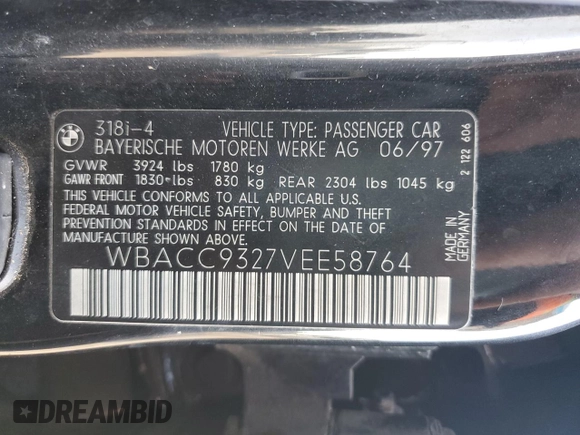 318i-4 VEHICLE TYPE: PASSENGER CAR
BAYERISCHE MOTOREN WERKE AG 06/97
GVWR 3924 lbs 1780 kg
GAWR FRONT 1830 lbs 830 kg REAR 2304 lbs 1045 kg
THIS VEHICLE CONFORMS TO ALL APPLICABLE U.S.
FEDERAL MOTOR VEHICLE SAFETY, BUMPER AND THEFT
PREVENTION STANDARDS IN EFFECT ON THE DATE OF
MANUFACTURE SHOWN ABOVE.
WBACC9327VEE58764
2 122 606
MADE IN
GERMANY
DREAMBID